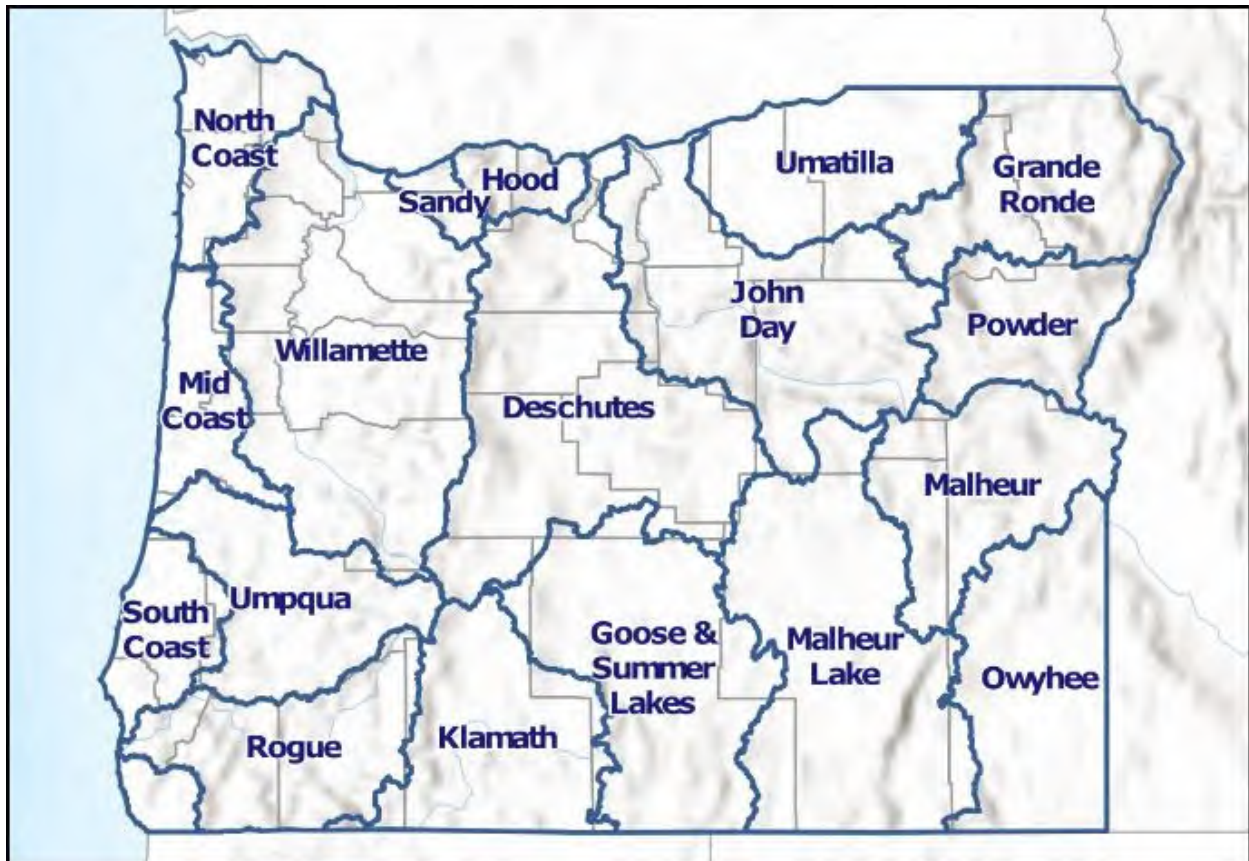 North
Coast
Sandy
Hood
Umatilla
Grande
Ronde
John
Day
Powder
Willamette
Mid
Coast
Deschutes
Malheur
Umpqua
South
Coast
Goose &
Summer
Lakes
Malheur
Lake
Owyhee
Rogue
Klamath